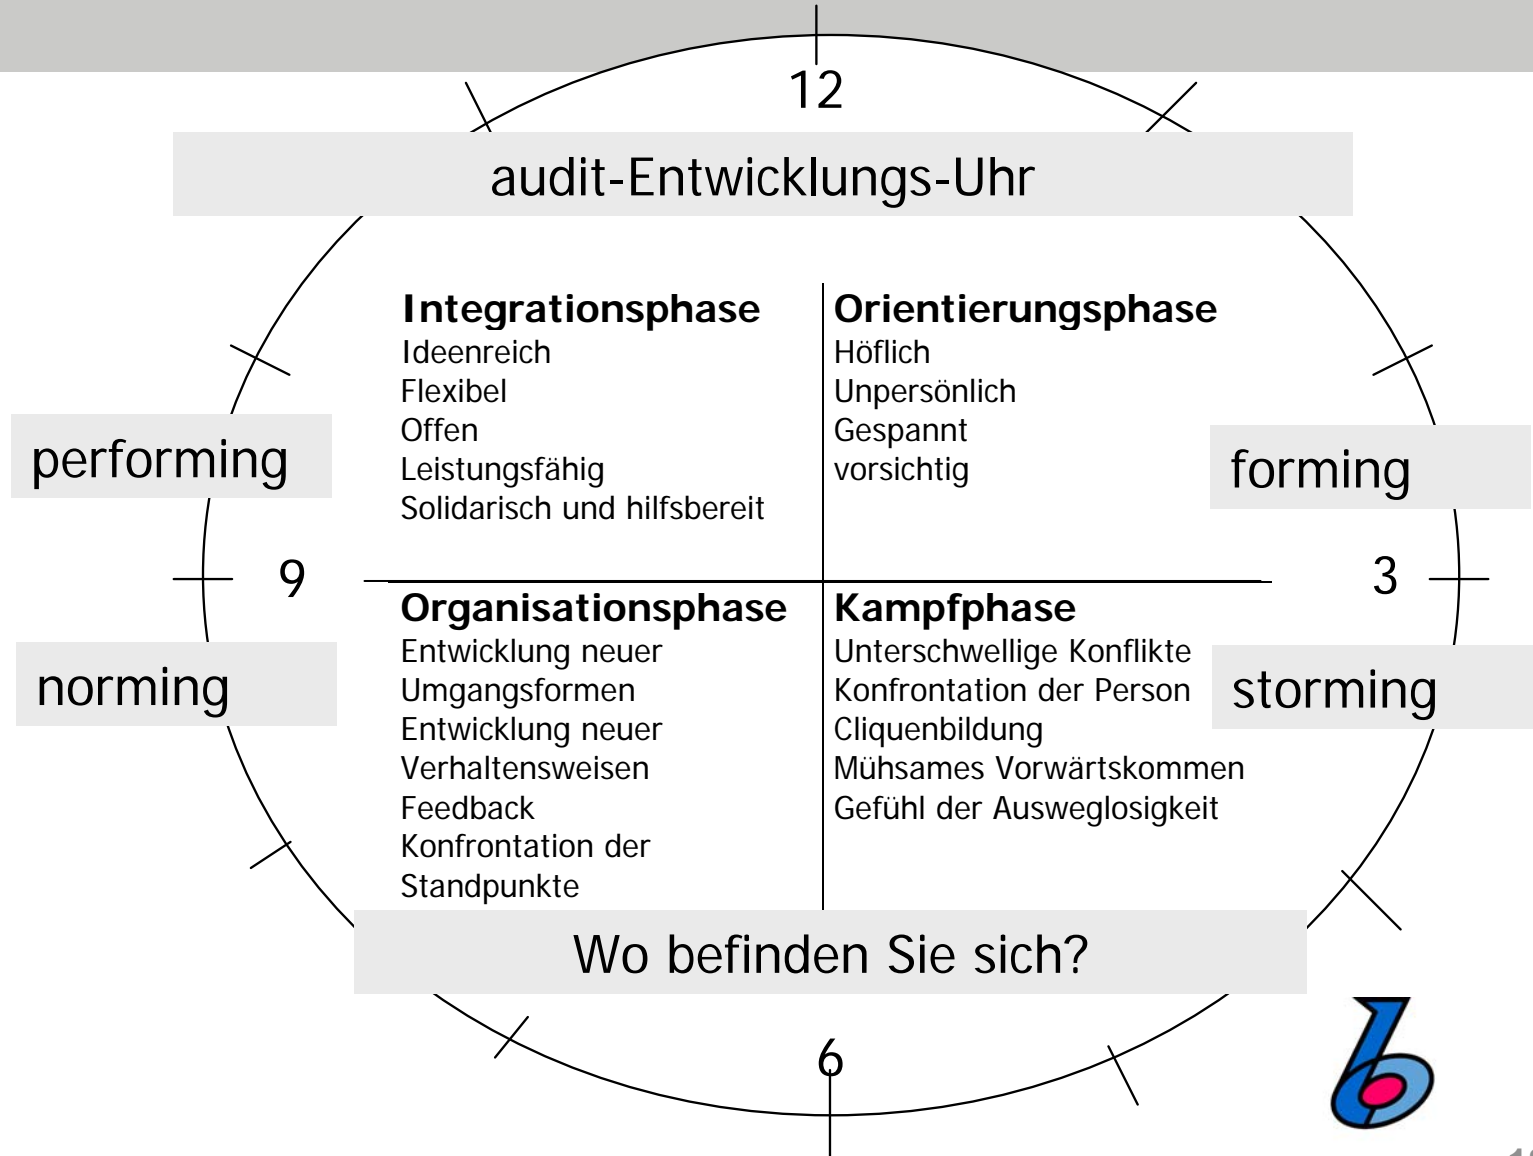 12
audit-Entwicklungs-Uhr
Integrationsphase
Ideenreich
Flexibel
Offen
Leistungsfähig
Solidarisch und hilfsbereit
Orientierungsphase
Höflich
Unpersönlich
Gespannt
vorsichtig
performing
forming
9
3
Organisationsphase
Entwicklung neuer
Umgangsformen
Entwicklung neuer
Verhaltensweisen
Feedback
Konfrontation der
Standpunkte
Kampfphase
Unterschwellige Konflikte
Konfrontation der Person
Cliquenbildung
Mühsames Vorwärtskommen
Gefühl der Ausweglosigkeit
norming
storming
Wo befinden Sie sich?
6